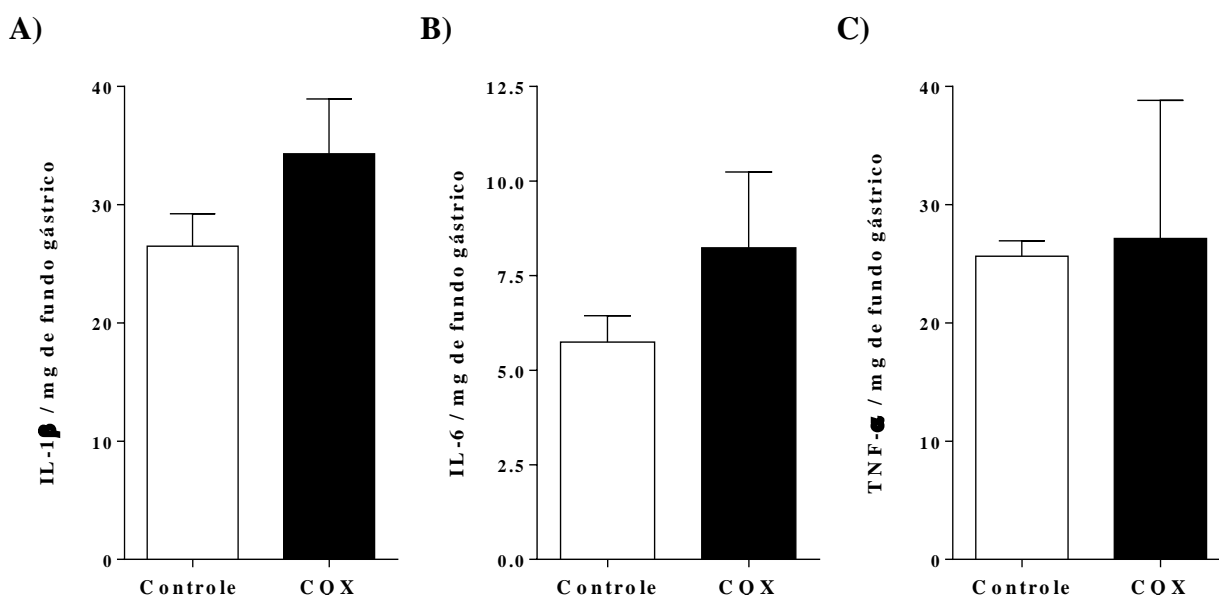 A)
40
30
20
10
0
IL-1β / mg de fundo gástrico
Controle
COX
B)
12.5
10.0
7.5
5.0
2.5
0.0
IL-6 / mg de fundo gástrico
Controle
COX
C)
40
30
20
10
0
TNF-α / mg de fundo gástrico
Controle
COX